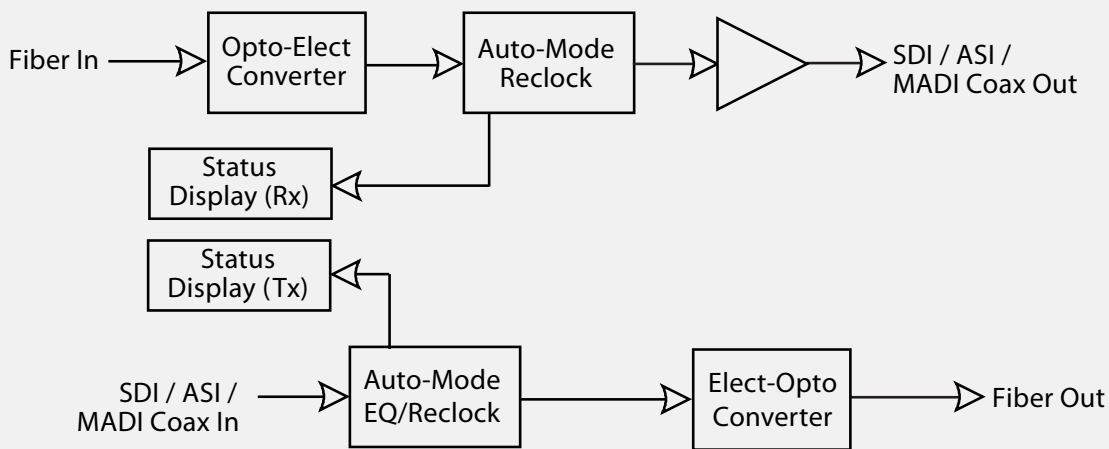 Fiber In
Opto-Elect
Converter
Auto-Mode
Reclock
SDI / ASI /
MADI Coax Out
Status
Display (Rx)
Status
Display (Tx)
SDI / ASI /
MADI Coax In
Auto-Mode
EQ/Reclock
Elect-Opto
Converter
Fiber Out